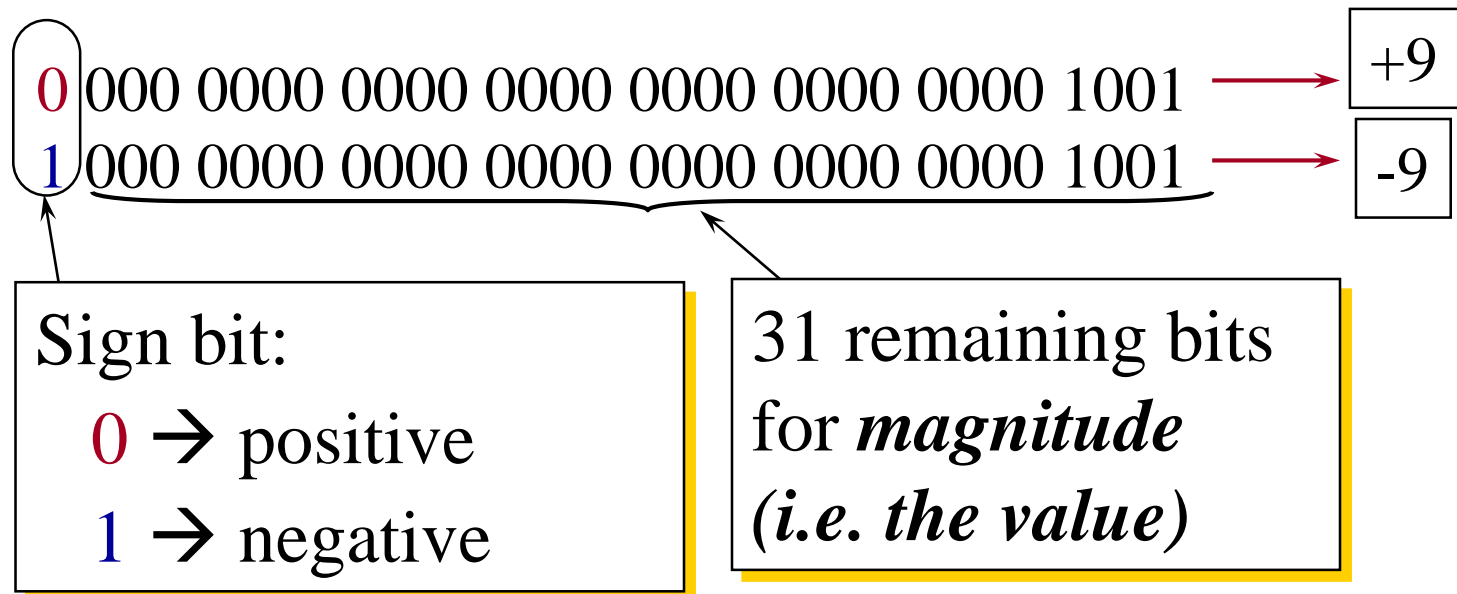 0 000 0000 0000 0000 0000 0000 0000 1001 +9
1 000 0000 0000 0000 0000 0000 0000 1001 -9
Sign bit:
0 → positive
1 → negative
31 remaining bits
for magnitude
(i.e. the value)